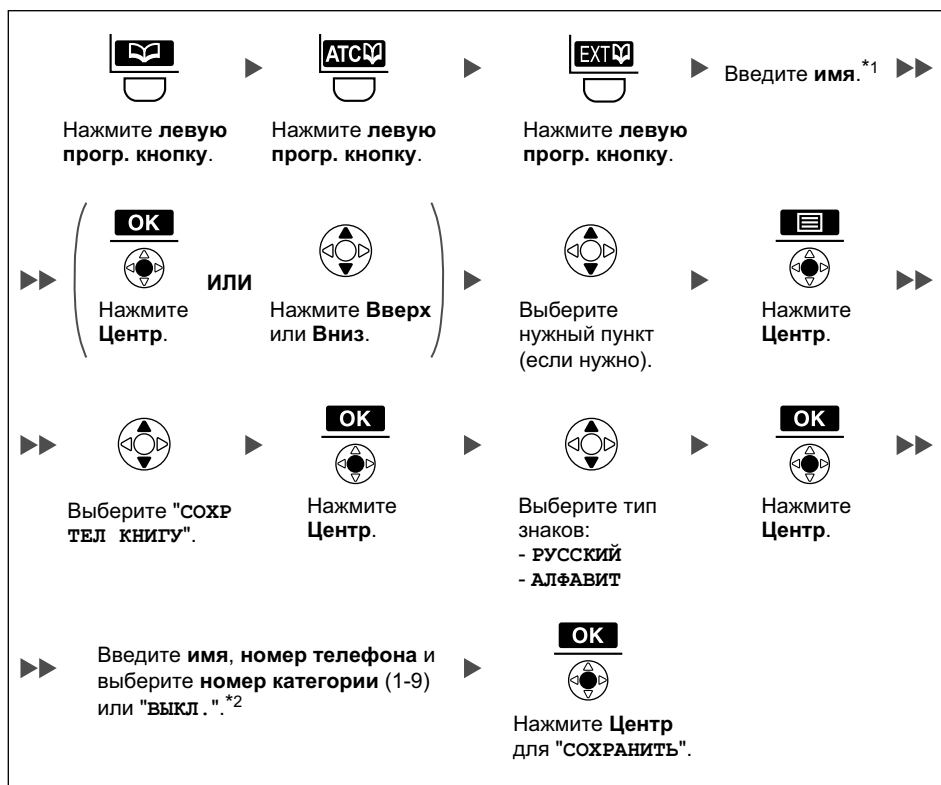 АТС
EXT
Введите имя.*1
Нажмите левую
прогр. кнопку.
Нажмите левую
прогр. кнопку.
Нажмите левую
прогр. кнопку.
OK
ИЛИ
Нажмите
Центр.
Нажмите Вверх
или Вниз.
Выберите
нужный пункт
(если нужно).
Нажмите
Центр.
OK
OK
Выберите "СОХР
ТЕЛ КНИГУ".
Нажмите
Центр.
Выберите тип
знаков:
- РУССКИЙ
- АЛФАВИТ
Нажмите
Центр.
Введите имя, номер телефона и
выберите номер категории (1-9)
или "ВЫКЛ.".*2
OK
Нажмите Центр
для "СОХРАНИТЬ".